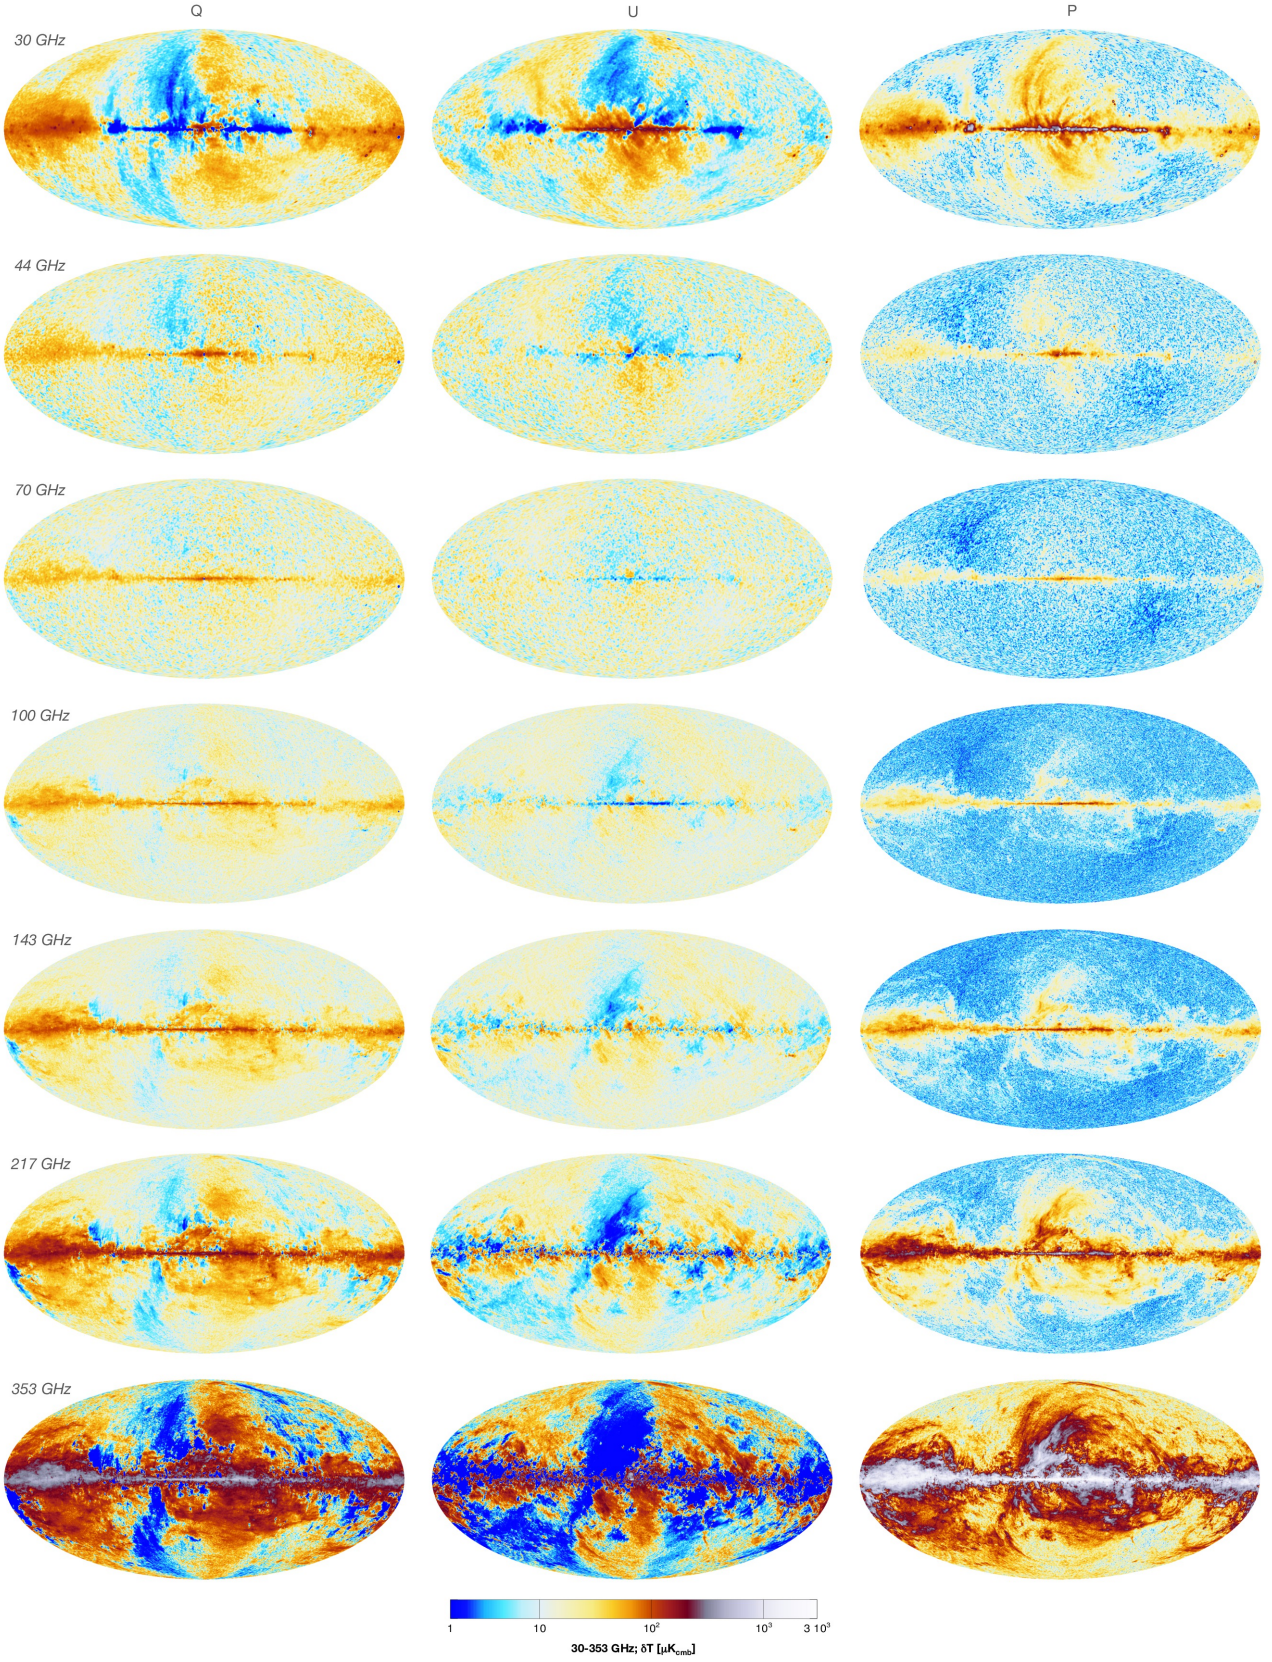 Q U P
30 GHz
44 GHz
70 GHz
100 GHz
143 GHz
217 GHz
353 GHz
1 10 10² 10³ 3 10³
30-353 GHz; δT [μK_cmb]